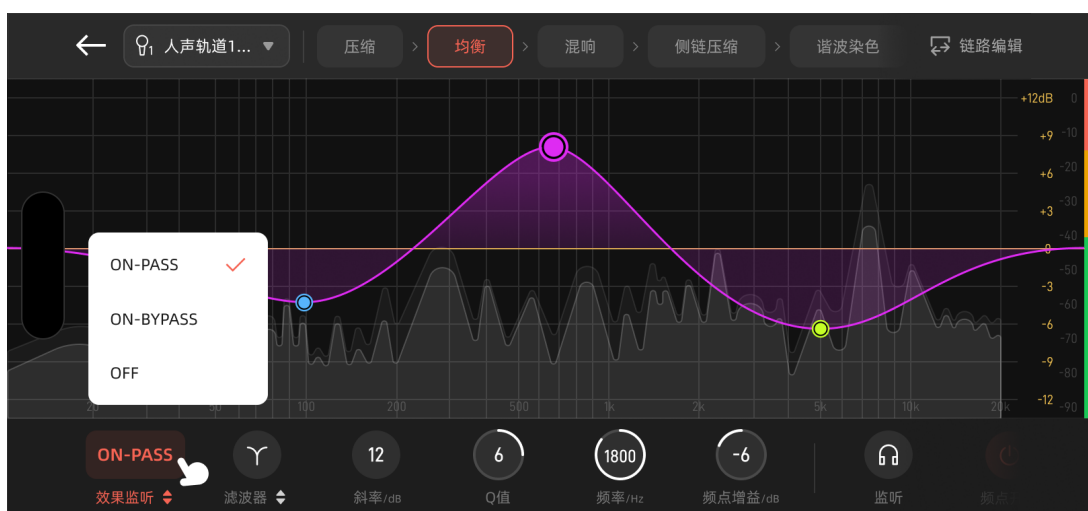 1 人声轨道1... 压缩 均衡 混响 侧链压缩 谐波染色 链路编辑
+12dB 0
+9 -10
+6 -20
+3 -30
-40
0
-50
-3
-60
-6
-70
-9
-80
-12 -90
ON-PASS
ON-BYPASS
OFF
20 50 100 200 500 1k 2k 5k 10k 20k
ON-PASS 12 6 1800 -6
效果监听 滤波器 斜率/dB Q值 频率/Hz 频点增益/dB 监听 频点